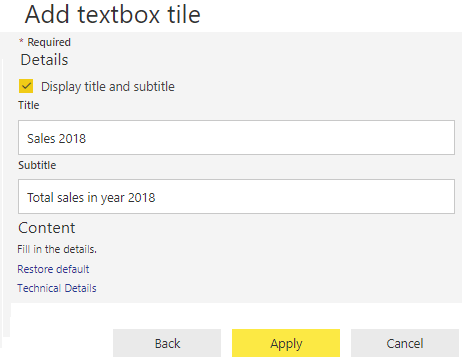 Add textbox tile
* Required
Details
Display title and subtitle
Title
Sales 2018
Subtitle
Total sales in year 2018
Content
Fill in the details.
Restore default
Technical Details
Back Apply Cancel